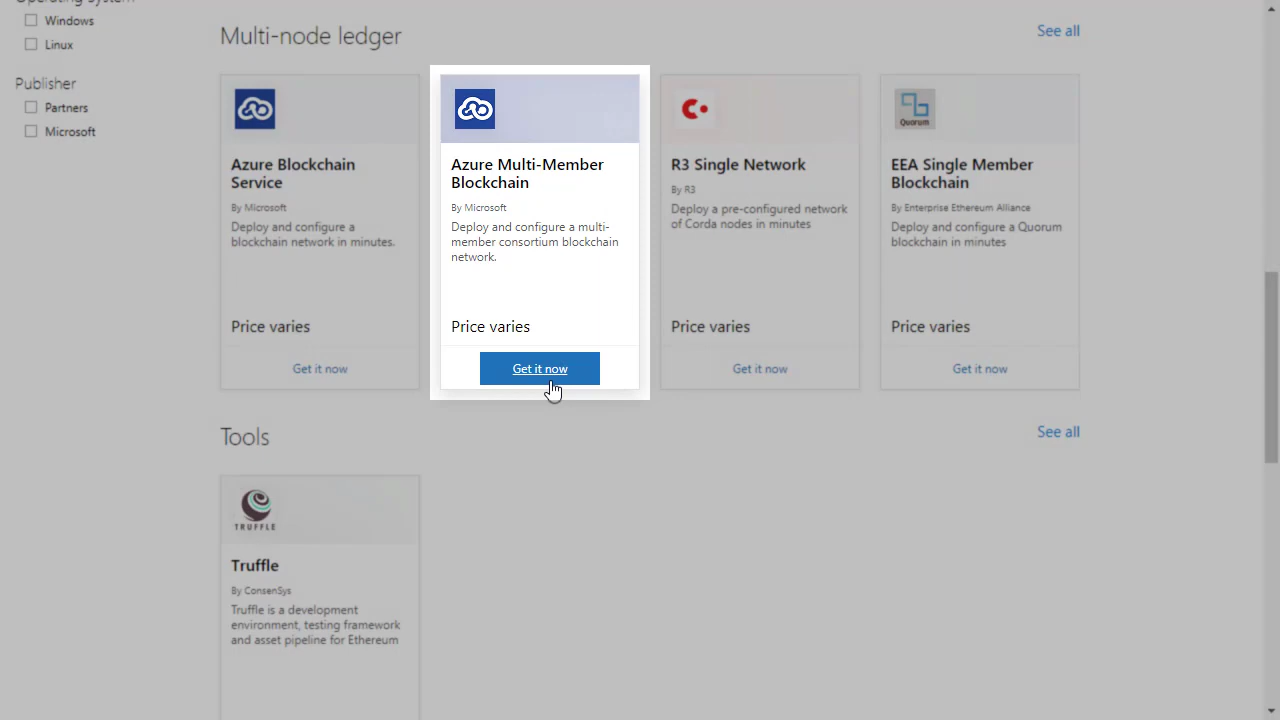 Operating System
Windows
Linux
Publisher
Partners
Microsoft
Multi-node ledger
See all
Azure Blockchain
Service
By Microsoft
Deploy and configure a
blockchain network in minutes.
Price varies
Get it now
Azure Multi-Member
Blockchain
By Microsoft
Deploy and configure a multi-
member consortium blockchain
network.
Price varies
Get it now
R3 Single Network
By R3
Deploy a pre-configured network
of Corda nodes in minutes
Price varies
Get it now
Quorum
EEA Single Member
Blockchain
By Enterprise Ethereum Alliance
Deploy and configure a Quorum
blockchain in minutes
Price varies
Get it now
Tools
See all
TRUFFLE
Truffle
By ConsenSys
Truffle is a development
environment, testing framework
and asset pipeline for Ethereum